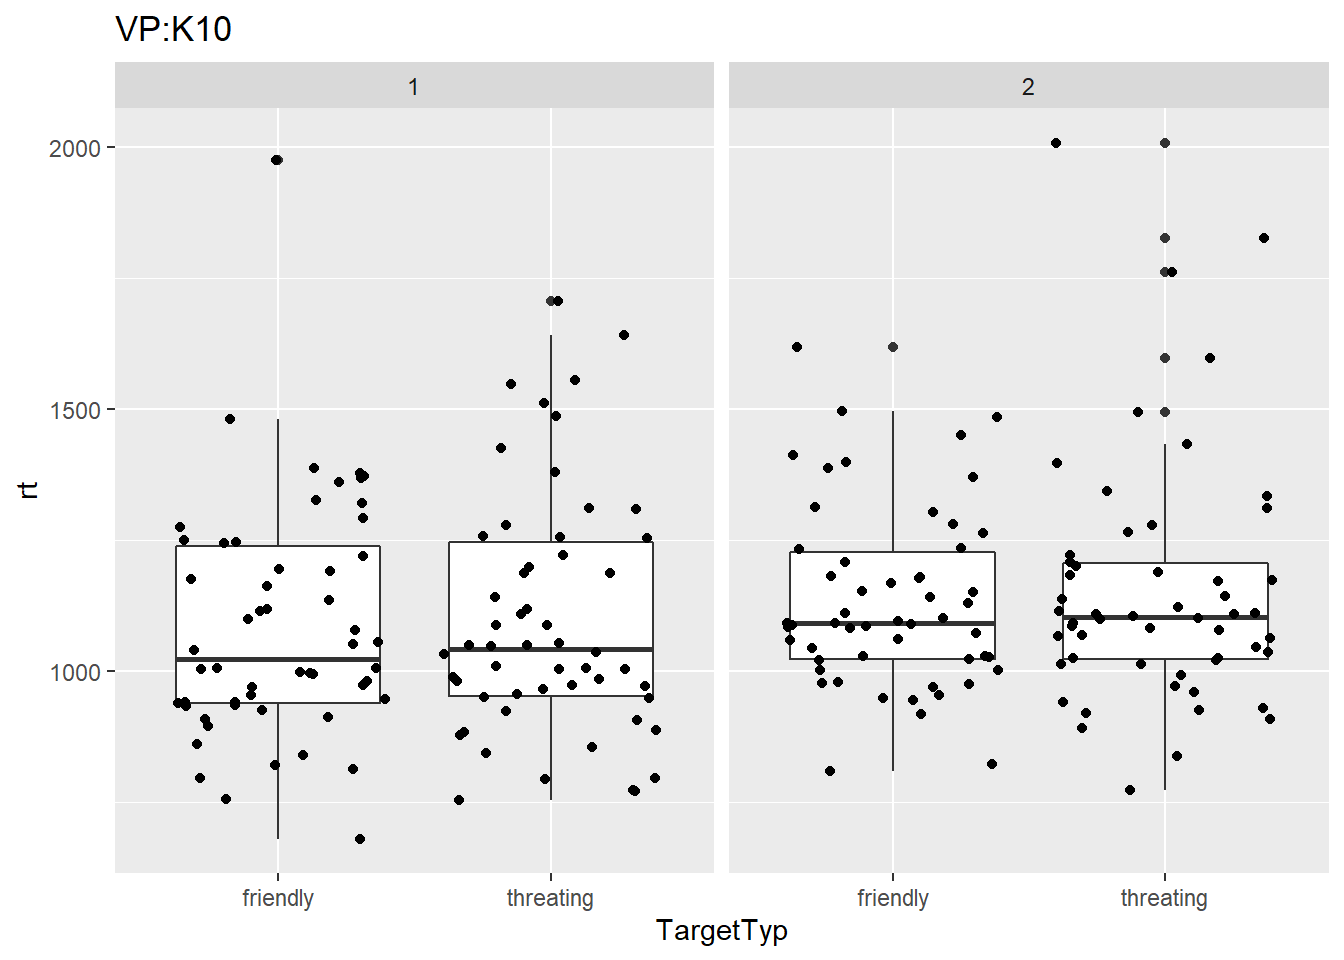 VP:K10
1
2
2000
1500
1000
rt
friendly
threating
friendly
threating
TargetTyp